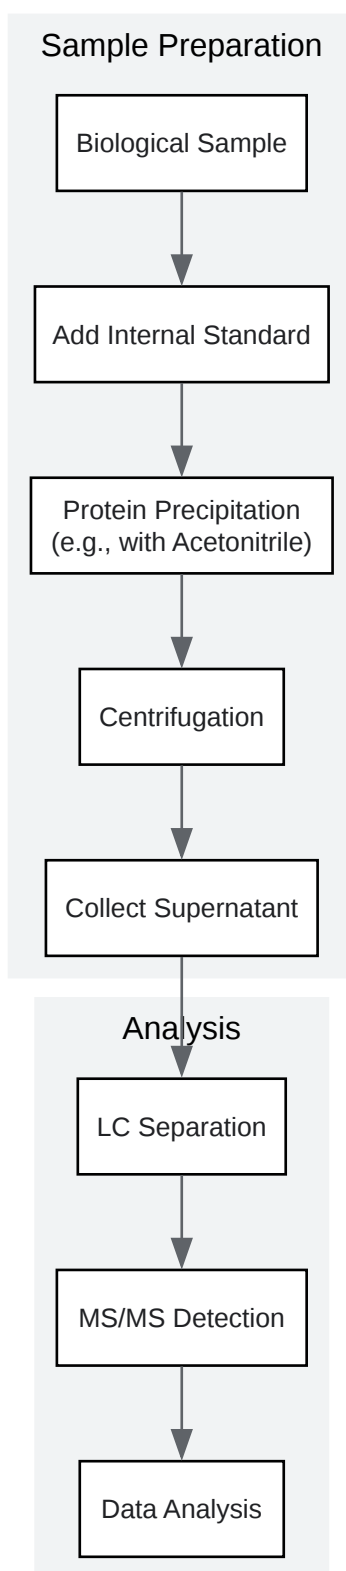 Sample Preparation
Biological Sample
Add Internal Standard
Protein Precipitation
(e.g., with Acetonitrile)
Centrifugation
Collect Supernatant
Analysis
LC Separation
MS/MS Detection
Data Analysis